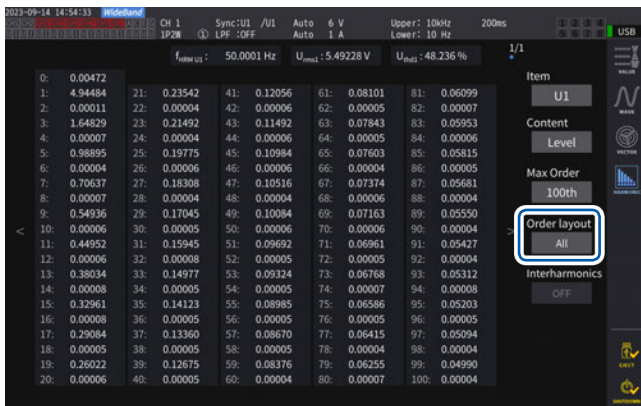 2023-09-14 14:54:33 WideBand
CH 1 Sync:U1 /U1 Auto 6 V Upper: 10kHz 200ms
1P2W ① LPF :OFF Auto 1 A Lower: 10 Hz
USB
fHRM U1 : 50.0001 Hz Urms1 : 5.49228 V Uthd1 : 48.236 % 1/1
0: 0.00472
1: 4.94484 21: 0.23542 41: 0.12056 61: 0.08101 81: 0.06099
2: 0.00011 22: 0.00004 42: 0.00006 62: 0.00005 82: 0.00007
3: 1.64829 23: 0.21492 43: 0.11492 63: 0.07843 83: 0.05953
4: 0.00007 24: 0.00004 44: 0.00006 64: 0.00005 84: 0.00006
5: 0.98895 25: 0.19775 45: 0.10984 65: 0.07603 85: 0.05815
6: 0.00004 26: 0.00006 46: 0.00006 66: 0.00004 86: 0.00005
7: 0.70637 27: 0.18308 47: 0.10516 67: 0.07374 87: 0.05681
8: 0.00007 28: 0.00004 48: 0.00004 68: 0.00006 88: 0.00004
9: 0.54936 29: 0.17045 49: 0.10084 69: 0.07163 89: 0.05550
10: 0.00006 30: 0.00005 50: 0.00006 70: 0.00006 90: 0.00004
11: 0.44952 31: 0.15945 51: 0.09692 71: 0.06961 91: 0.05427
12: 0.00006 32: 0.00008 52: 0.00005 72: 0.00005 92: 0.00004
13: 0.38034 33: 0.14977 53: 0.09324 73: 0.06768 93: 0.05312
14: 0.00008 34: 0.00005 54: 0.00005 74: 0.00007 94: 0.00008
15: 0.32961 35: 0.14123 55: 0.08985 75: 0.06586 95: 0.05203
16: 0.00008 36: 0.00005 56: 0.00005 76: 0.00005 96: 0.00005
17: 0.29084 37: 0.13360 57: 0.08670 77: 0.06415 97: 0.05094
18: 0.00005 38: 0.00005 58: 0.00005 78: 0.00004 98: 0.00004
19: 0.26022 39: 0.12675 59: 0.08376 79: 0.06255 99: 0.04990
20: 0.00006 40: 0.00005 60: 0.00004 80: 0.00007 100: 0.00004
< >
Item
U1
Content
Level
Max Order
100th
Order layout
All
Interharmonics
OFF
VALUE
WAVE
VECTOR
HARMONIC
EJECT
SHUTDOWN